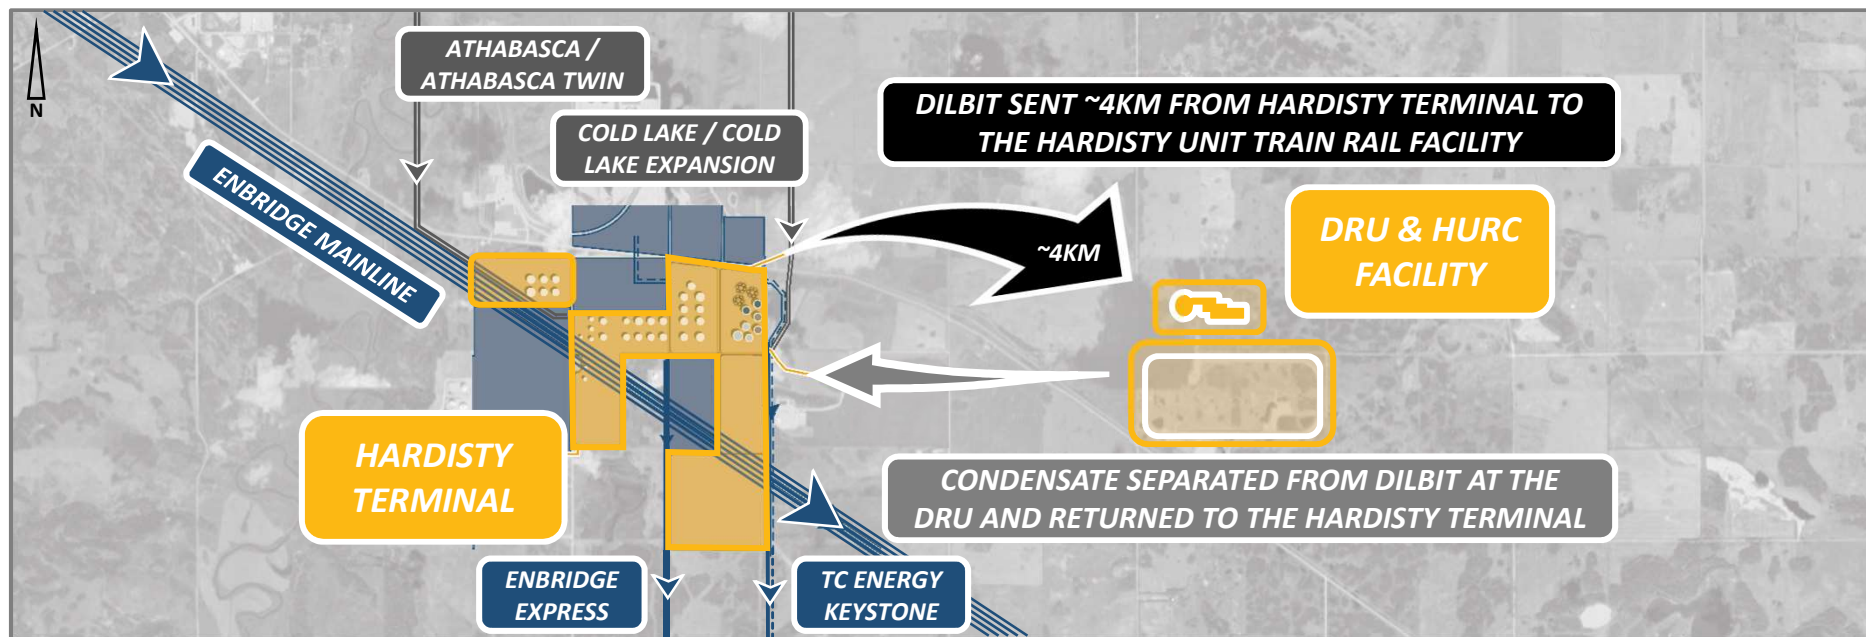 N
ATHABASCA /
ATHABASCA TWIN
COLD LAKE / COLD
LAKE EXPANSION
DILBIT SENT ~4KM FROM HARDISTY TERMINAL TO
THE HARDISTY UNIT TRAIN RAIL FACILITY
ENBRIDGE MAINLINE
~4KM
DRU & HURC
FACILITY
HARDISTY
TERMINAL
CONDENSATE SEPARATED FROM DILBIT AT THE
DRU AND RETURNED TO THE HARDISTY TERMINAL
ENBRIDGE
EXPRESS
TC ENERGY
KEYSTONE